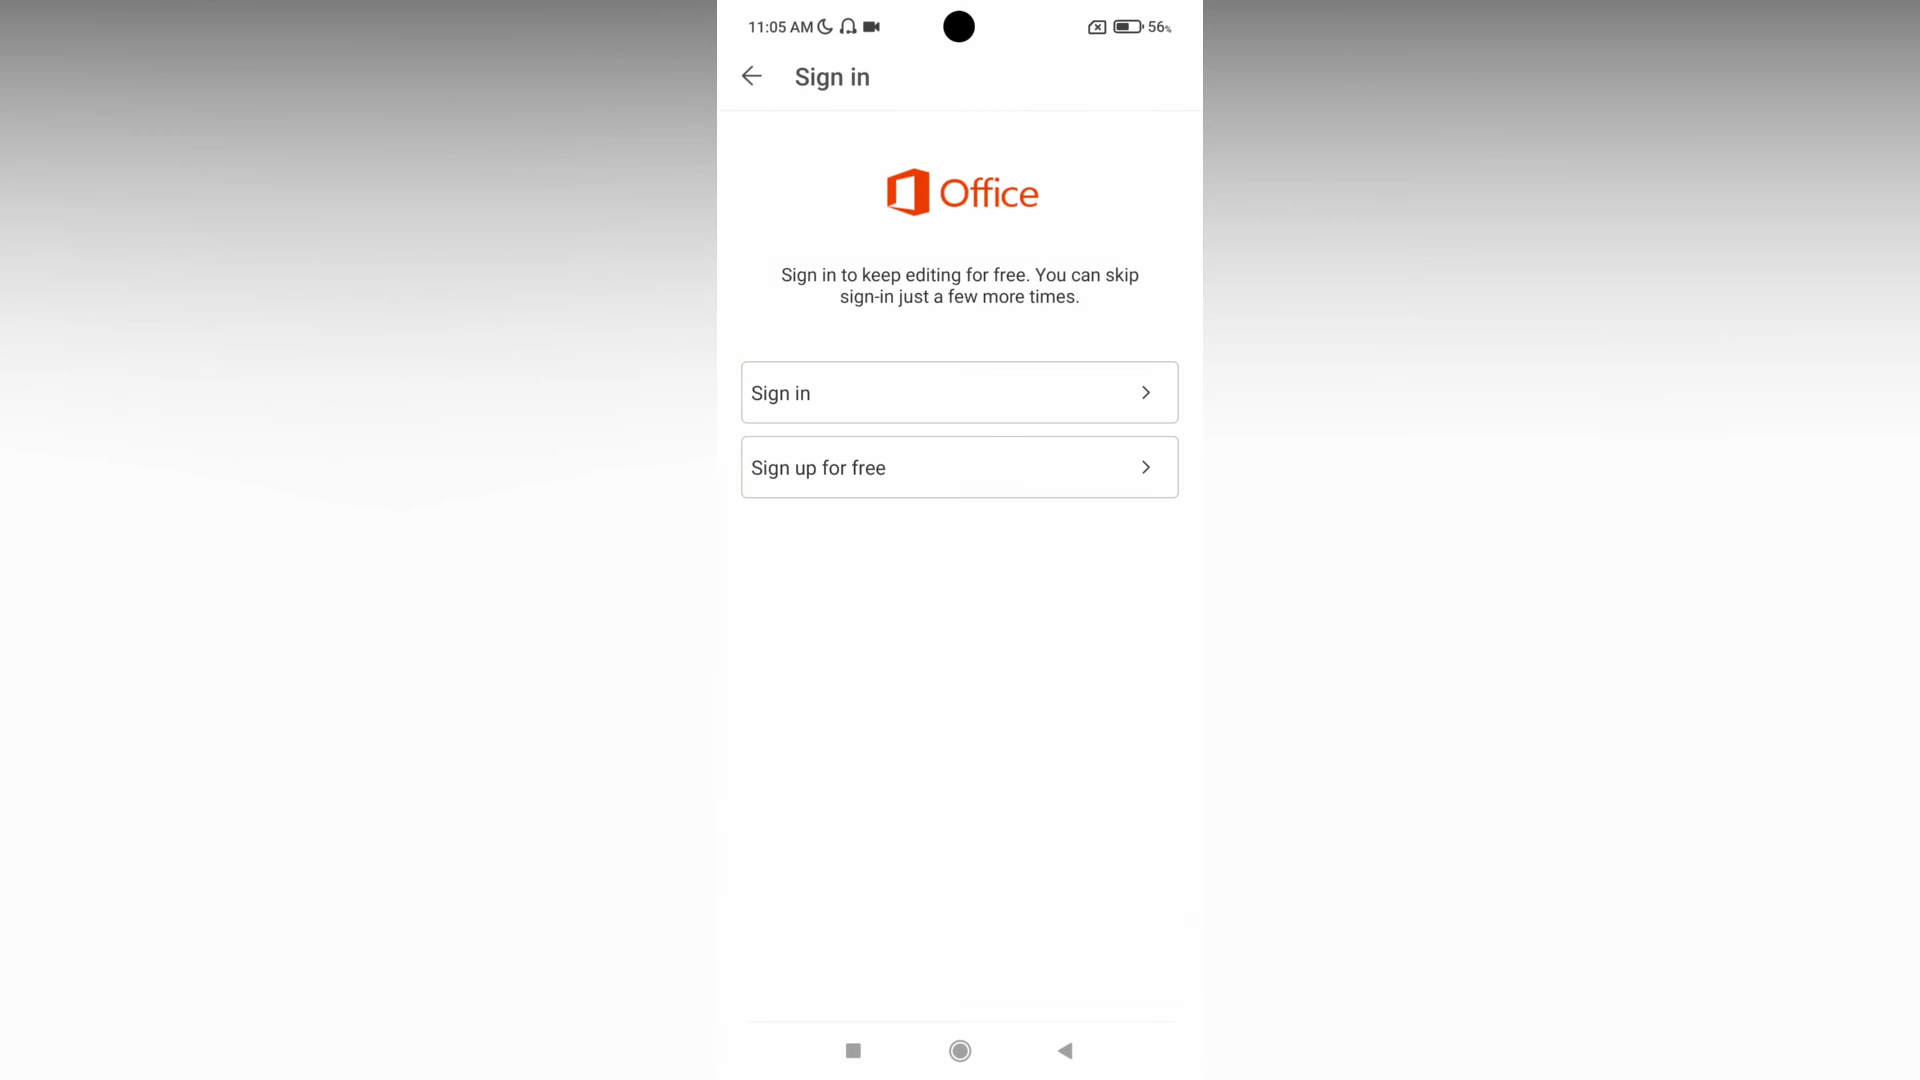 11:05 AM 56%
Sign in
Office
Sign in to keep editing for free. You can skip
sign-in just a few more times.
Sign in
Sign up for free